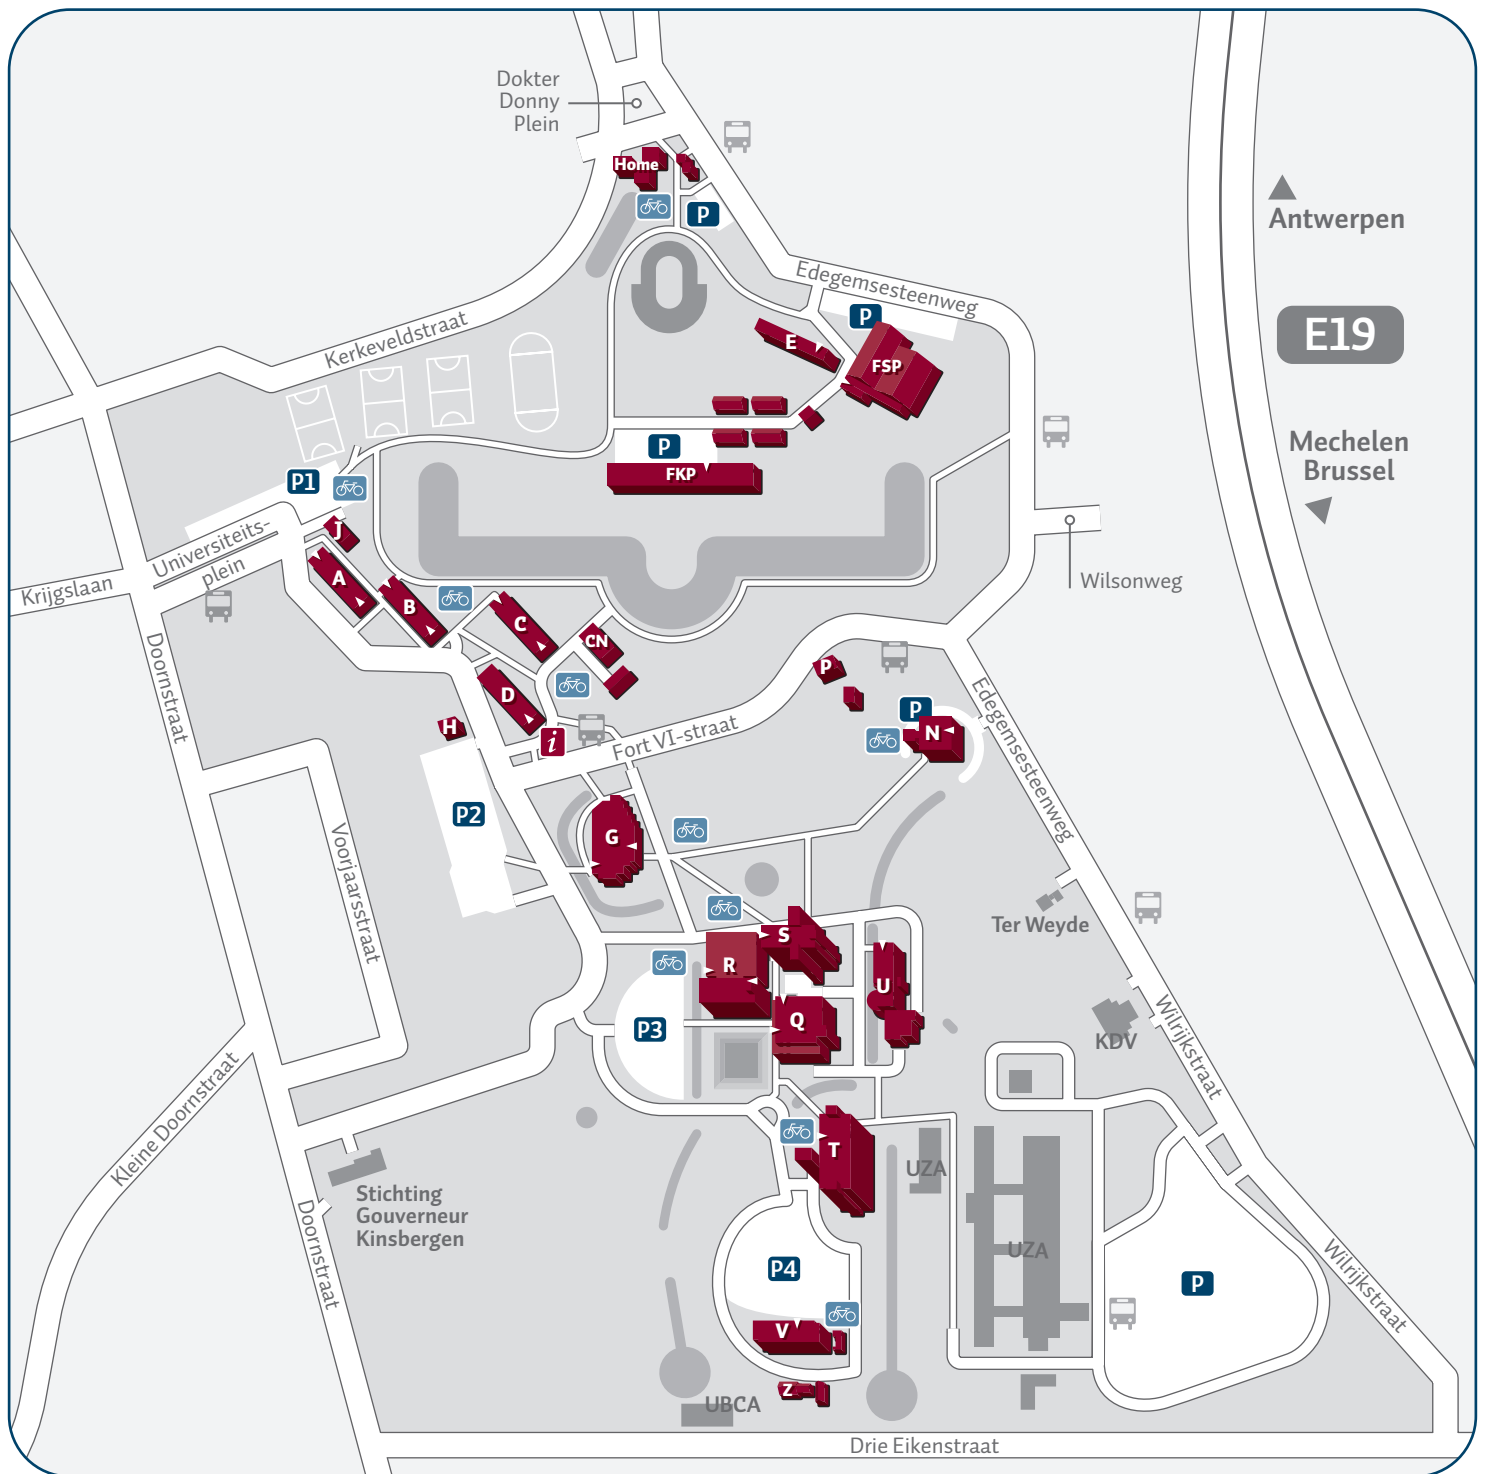 Dokter
Donny
Plein
Home
P
Antwerpen
Edegemsesteenweg
P
E19
Kerkeveldstraat
E
FSP
P
FKP
Mechelen
Brussel
P1
J
Universiteits-
plein
Krijgslaan
Wilsonweg
A
B
C
CN
D
H
i
Doornstraat
Fort VI-straat
P
P
N
Edegemsesteenweg
P2
G
Voorjaarsstraat
Ter Weyde
S
R
U
Q
P3
KDV
Wilrijkstraat
Kleine Doornstraat
T
UZA
Stichting
Gouverneur
Kinsbergen
Doornstraat
UZA
P4
P
Wilrijkstraat
V
Z
UBCA
Drie Eikenstraat